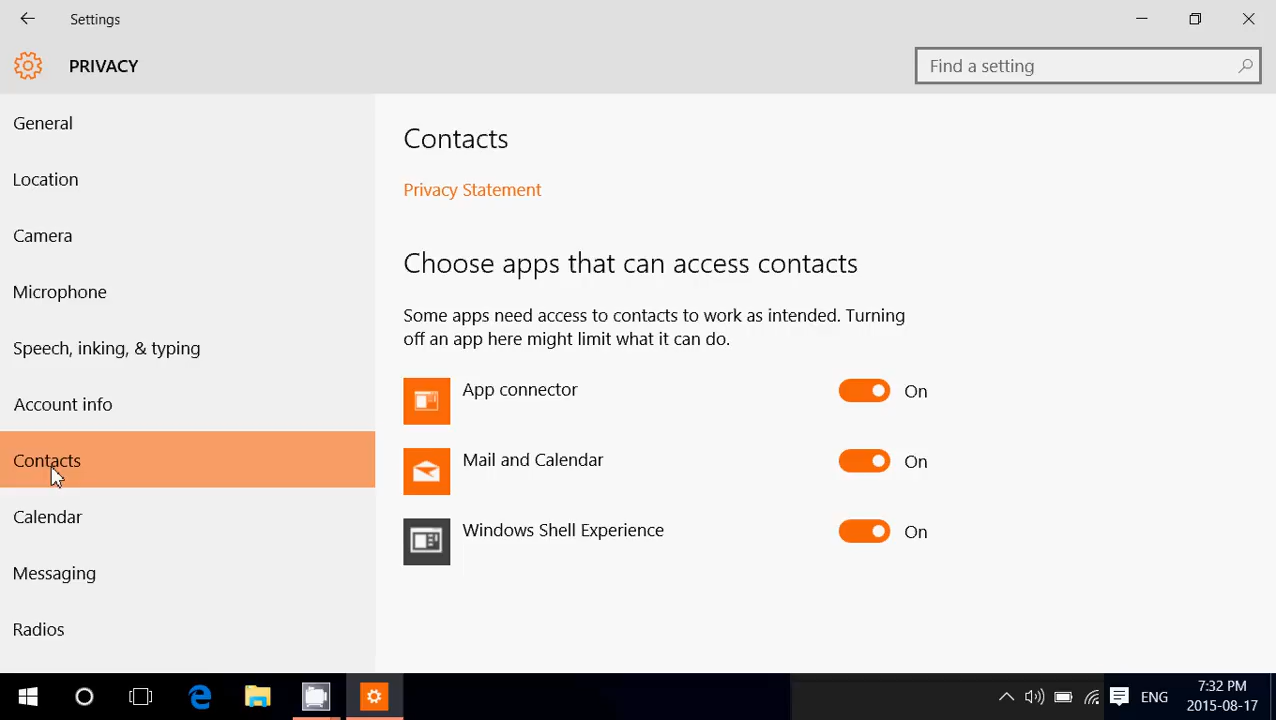 Settings
PRIVACY
Find a setting
General
Location
Camera
Microphone
Speech, inking, & typing
Account info
Contacts
Calendar
Messaging
Radios
Contacts
Privacy Statement
Choose apps that can access contacts
Some apps need access to contacts to work as intended. Turning
off an app here might limit what it can do.
App connector On
Mail and Calendar On
Windows Shell Experience On
ENG
7:32 PM
2015-08-17